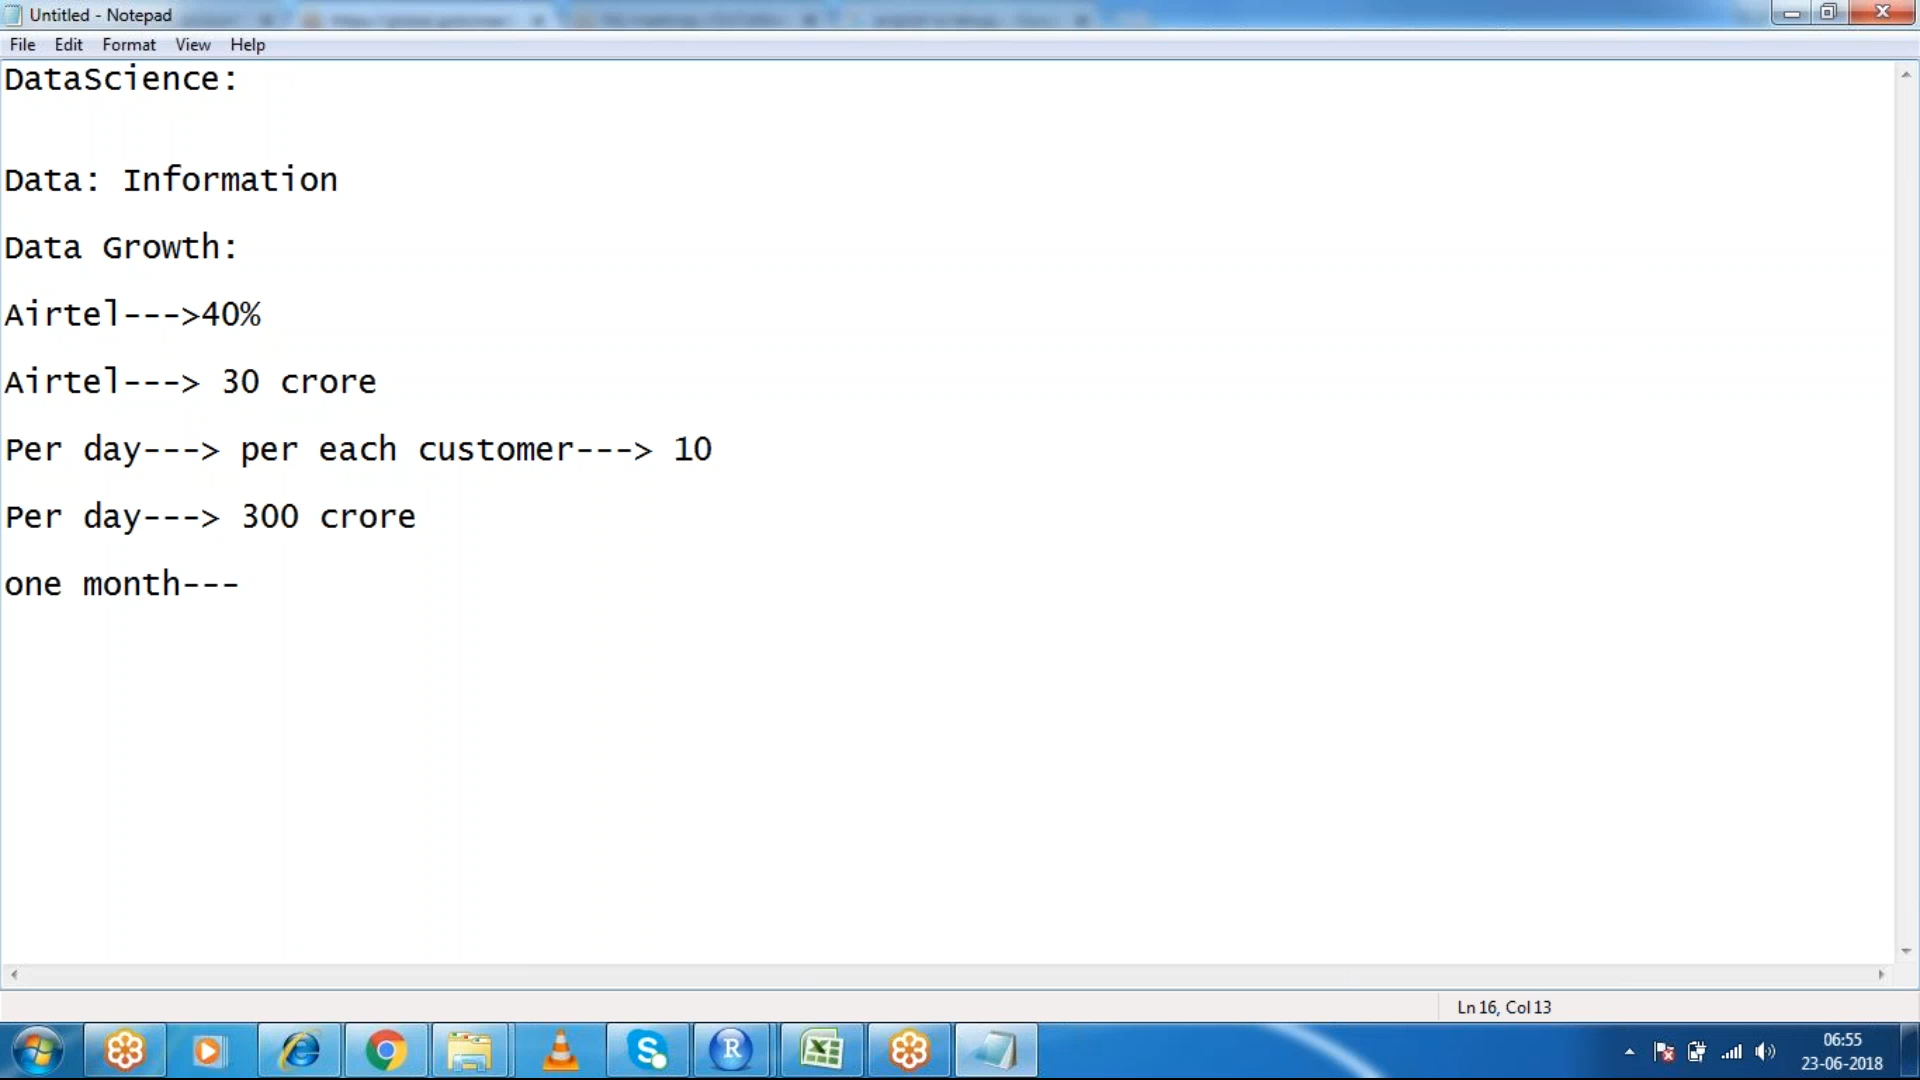 Untitled - Notepad
File Edit Format View Help
DataScience:
Data: Information
Data Growth:
Airtel--->40%
Airtel---> 30 crore
Per day---> per each customer---> 10
Per day---> 300 crore
one month---
Ln 16, Col 13
06:55
23-06-2018